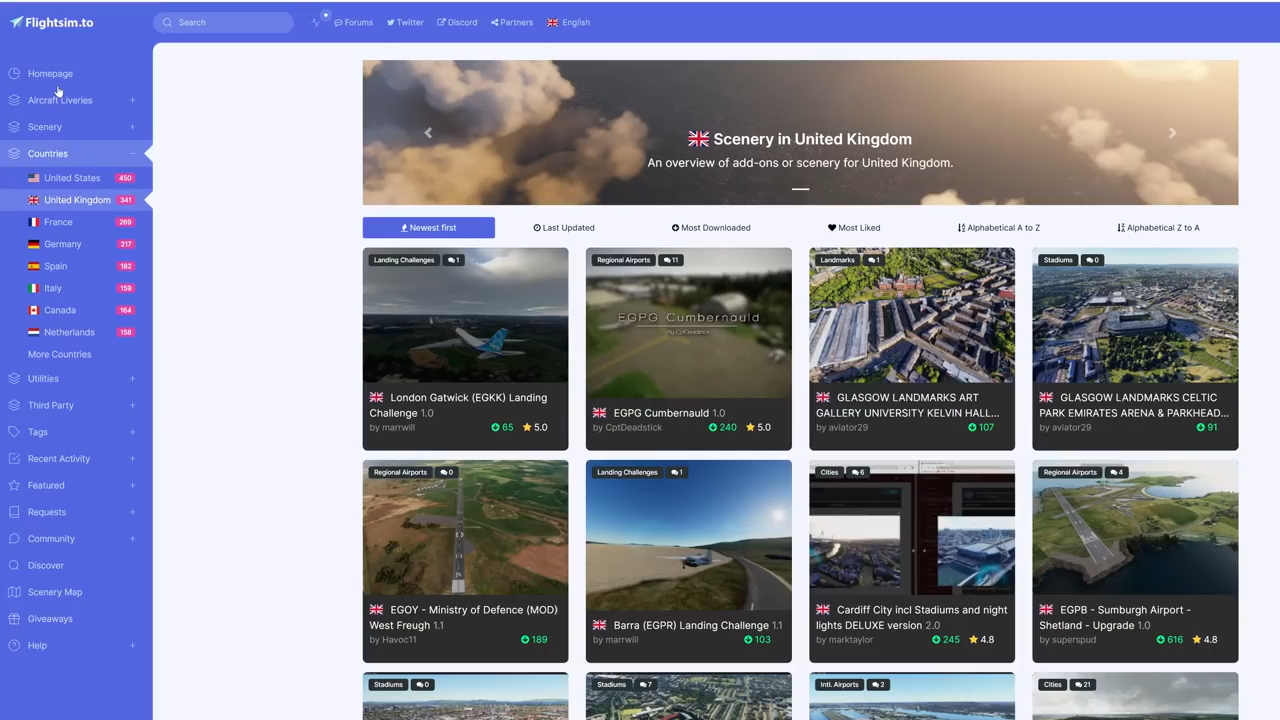 Flightsim.to
Search
Forums
Twitter
Discord
Partners
English
Homepage
Aircraft Liveries
Scenery
Countries
United States 450
United Kingdom 341
France 269
Germany 217
Spain 182
Italy 159
Canada 164
Netherlands 158
More Countries
Utilities
Third Party
Tags
Recent Activity
Featured
Requests
Community
Discover
Scenery Map
Giveaways
Help
Scenery in United Kingdom
An overview of add-ons or scenery for United Kingdom.
Newest first
Last Updated
Most Downloaded
Most Liked
Alphabetical A to Z
Alphabetical Z to A
Landing Challenges 1
London Gatwick (EGKK) Landing
Challenge 1.0
by marrwill 65 5.0
Regional Airports 11
EGPG Cumbernauld
By CptDeadstick
EGPG Cumbernauld 1.0
by CptDeadstick 240 5.0
Landmarks 1
GLASGOW LANDMARKS ART
GALLERY UNIVERSITY KELVIN HALL...
by aviator29 107
Stadiums 0
GLASGOW LANDMARKS CELTIC
PARK EMIRATES ARENA & PARKHEAD...
by aviator29 91
Regional Airports 0
EGOY - Ministry of Defence (MOD)
West Freugh 1.1
by Havoc11 189
Landing Challenges 1
Barra (EGPR) Landing Challenge 1.1
by marrwill 103
Cities 6
Cardiff City incl Stadiums and night
lights DELUXE version 2.0
by marktaylor 245 4.8
Regional Airports 4
EGPB - Sumburgh Airport -
Shetland - Upgrade 1.0
by superspud 616 4.8
Stadiums 0
Stadiums 7
Intl. Airports 2
Cities 21